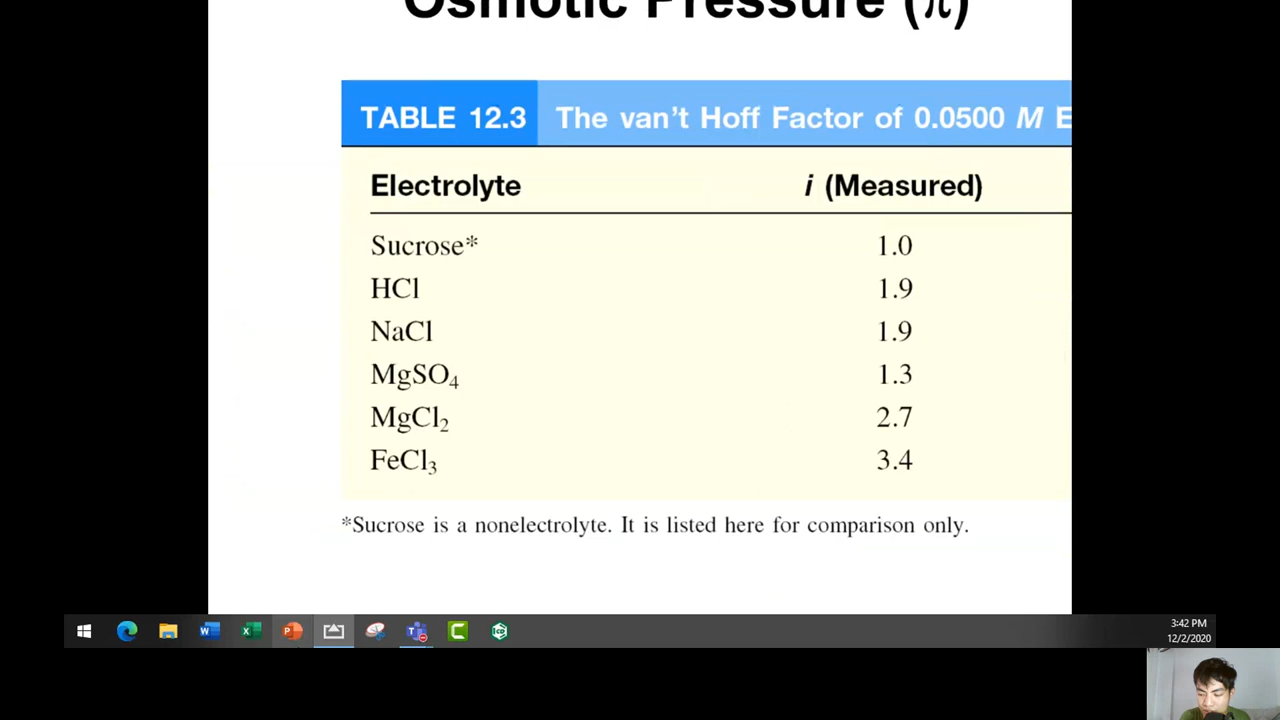 Osmotic Pressure (π)
TABLE 12.3 The van't Hoff Factor of 0.0500 M E
Electrolyte i (Measured)
Sucrose* 1.0
HCl 1.9
NaCl 1.9
MgSO₄ 1.3
MgCl₂ 2.7
FeCl₃ 3.4
*Sucrose is a nonelectrolyte. It is listed here for comparison only.
3:42 PM
12/2/2020